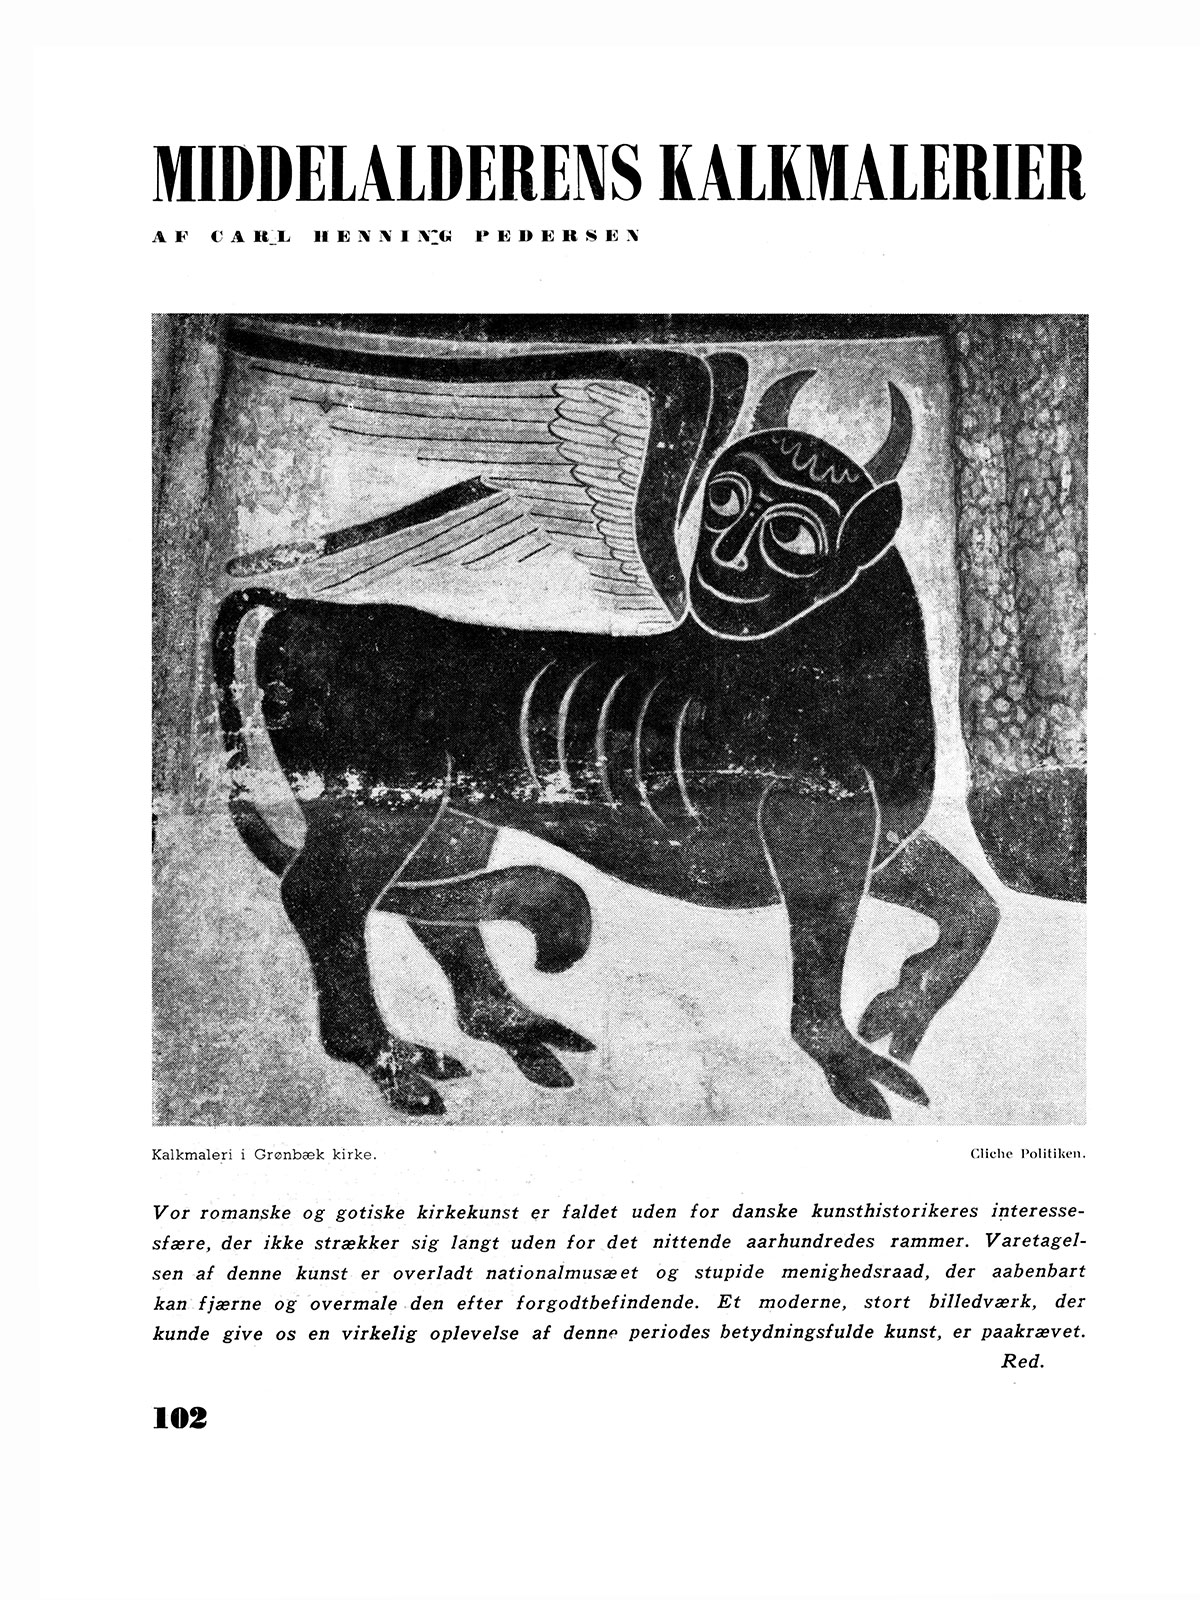 MIDDELALDERENS KALKMALERIER
AF CARL HENNING PEDERSEN
Kalkmaleri i Grønbæk kirke.
Cliche Politiken.
Vor romanske og gotiske kirkekunst er faldet uden for danske kunsthistorikeres interesse-
sfære, der ikke strækker sig langt uden for det nittende aarhundredes rammer. Varetagel-
sen af denne kunst er overladt nationalmusæet og stupide menighedsraad, der aabenbart
kan fjærne og overmale den efter forgodtbefindende. Et moderne, stort billedværk, der
kunde give os en virkelig oplevelse af denne periodes betydningsfulde kunst, er paakrævet.
Red.
102